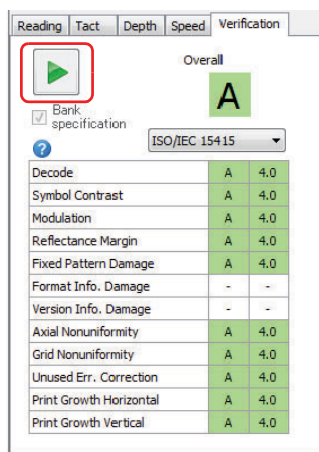 Reading Tact Depth Speed Verification
Overall
A
Bank
specification
ISO/IEC 15415
Decode A 4.0
Symbol Contrast A 4.0
Modulation A 4.0
Reflectance Margin A 4.0
Fixed Pattern Damage A 4.0
Format Info. Damage - -
Version Info. Damage - -
Axial Nonuniformity A 4.0
Grid Nonuniformity A 4.0
Unused Err. Correction A 4.0
Print Growth Horizontal A 4.0
Print Growth Vertical A 4.0